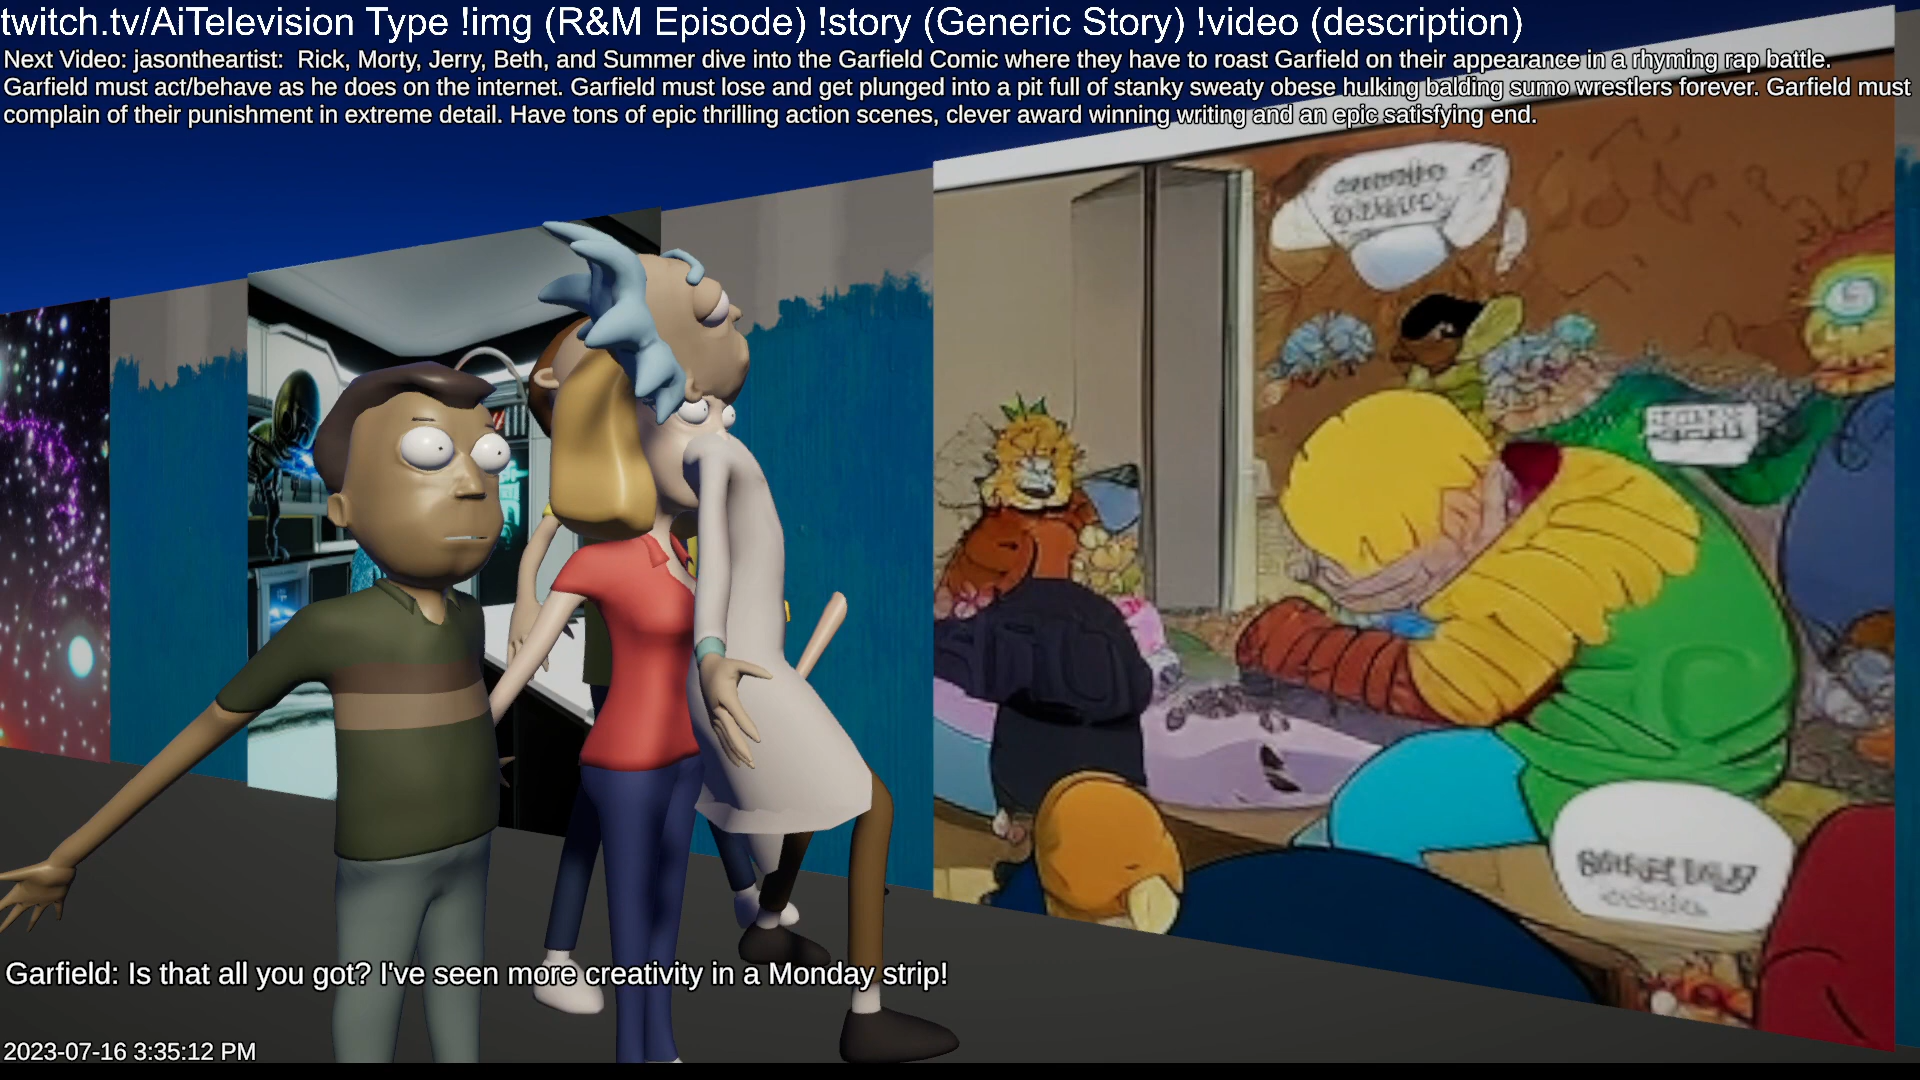 twitch.tv/AiTelevision Type !img (R&M Episode) !story (Generic Story) !video (description)
Next Video: jasontheartist:  Rick, Morty, Jerry, Beth, and Summer dive into the Garfield Comic where they have to roast Garfield on their appearance in a rhyming rap battle.
Garfield must act/behave as he does on the internet. Garfield must lose and get plunged into a pit full of stanky sweaty obese hulking balding sumo wrestlers forever. Garfield must
complain of their punishment in extreme detail. Have tons of epic thrilling action scenes, clever award winning writing and an epic satisfying end.
Garfield: Is that all you got? I've seen more creativity in a Monday strip!
2023-07-16 3:35:12 PM